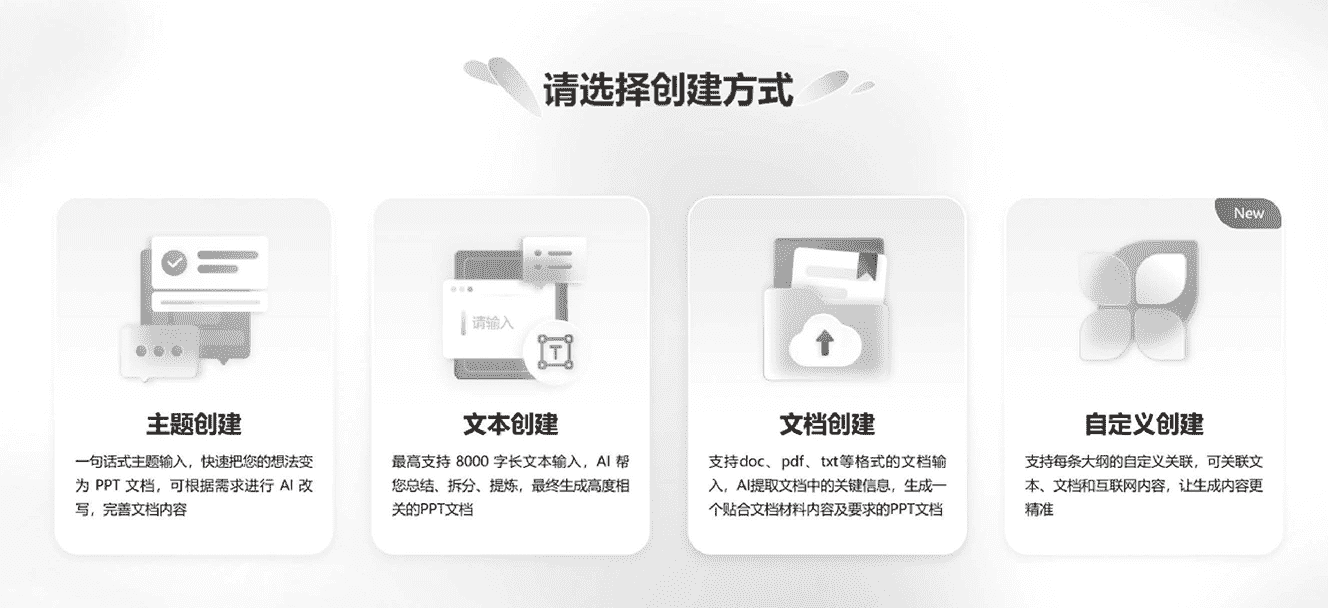 请选择创建方式
New
请输入
T
主题创建
一句话式主题输入，快速把您的想法变
为 PPT 文档，可根据需求进行 AI 改
写，完善文档内容
文本创建
最高支持 8000 字长文本输入，AI 帮
您总结、拆分、提炼，最终生成高度相
关的PPT文档
文档创建
支持doc、pdf、txt等格式的文档输
入，AI提取文档中的关键信息，生成一
个贴合文档材料内容及要求的PPT文档
自定义创建
支持每条大纲的自定义关联，可关联文
本、文档和互联网内容，让生成内容更
精准